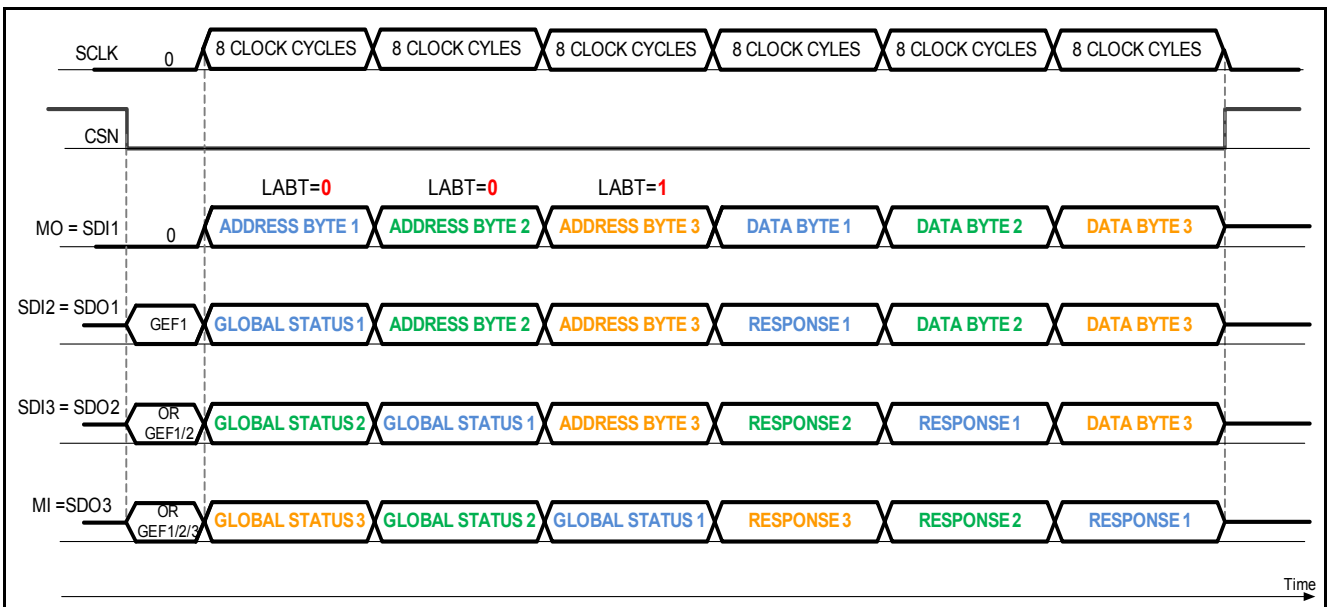 SCLK 0 8 CLOCK CYCLES 8 CLOCK CYLES 8 CLOCK CYCLES 8 CLOCK CYLES 8 CLOCK CYCLES 8 CLOCK CYLES
CSN
LABT=0 LABT=0 LABT=1
MO = SDI1 0 ADDRESS BYTE 1 ADDRESS BYTE 2 ADDRESS BYTE 3 DATA BYTE 1 DATA BYTE 2 DATA BYTE 3
SDI2 = SDO1 GEF1 GLOBAL STATUS 1 ADDRESS BYTE 2 ADDRESS BYTE 3 RESPONSE 1 DATA BYTE 2 DATA BYTE 3
SDI3 = SDO2 OR GEF1/2 GLOBAL STATUS 2 GLOBAL STATUS 1 ADDRESS BYTE 3 RESPONSE 2 RESPONSE 1 DATA BYTE 3
MI =SDO3 OR GEF1/2/3 GLOBAL STATUS 3 GLOBAL STATUS 2 GLOBAL STATUS 1 RESPONSE 3 RESPONSE 2 RESPONSE 1
Time